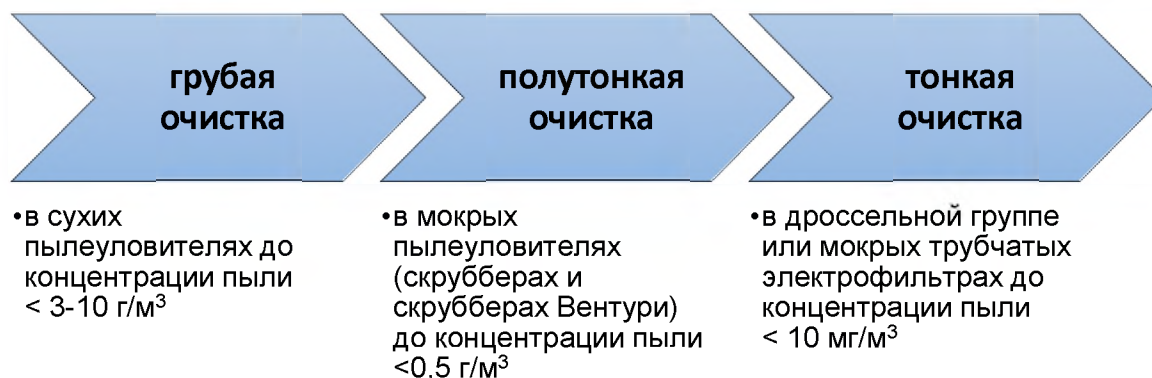 грубая
очистка
полутонкая
очистка
тонкая
очистка
•в сухих
пылеуловителях до
концентрации пыли
< 3-10 г/м³
•в мокрых
пылеуловителях
(скрубберах и
скрубберах Вентури)
до концентрации пыли
<0.5 г/м³
•в дроссельной группе
или мокрых трубчатых
электрофильтрах до
концентрации пыли
< 10 мг/м³